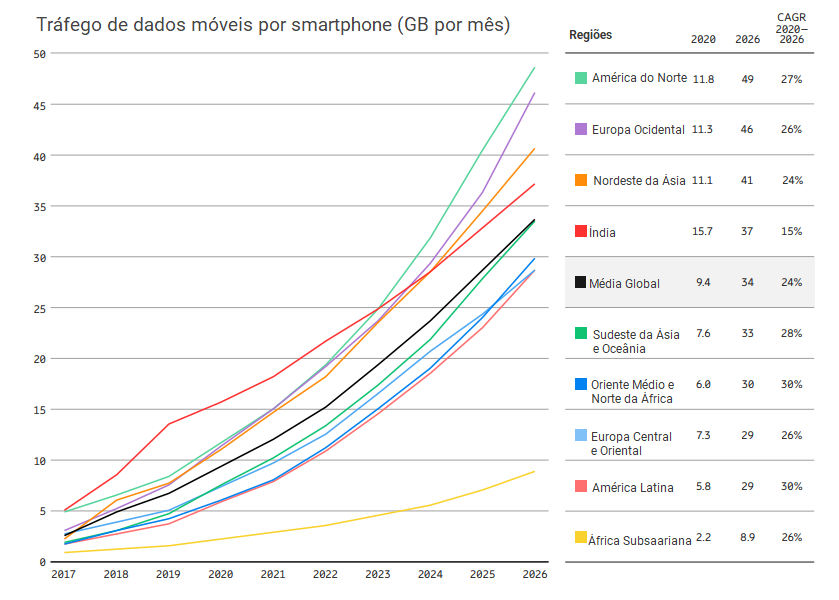 Tráfego de dados móveis por smartphone (GB por mês)
50
45
40
35
30
25
20
15
10
5
0
2017 2018 2019 2020 2021 2022 2023 2024 2025 2026
Regiões 2020 2026 CAGR
2020–
2026
América do Norte 11.8 49 27%
Europa Ocidental 11.3 46 26%
Nordeste da Ásia 11.1 41 24%
Índia 15.7 37 15%
Média Global 9.4 34 24%
Sudeste da Ásia 7.6 33 28%
e Oceânia
Oriente Médio e 6.0 30 30%
Norte da África
Europa Central 7.3 29 26%
e Oriental
América Latina 5.8 29 30%
África Subsaariana 2.2 8.9 26%